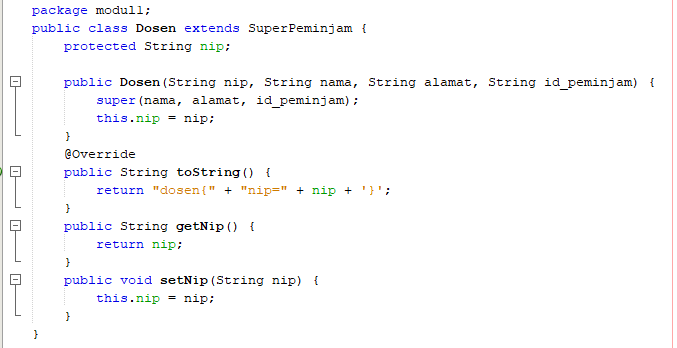 package modul1;
public class Dosen extends SuperPeminjam {
    protected String nip;

    public Dosen(String nip, String nama, String alamat, String id_peminjam) {
        super(nama, alamat, id_peminjam);
        this.nip = nip;
    }
    @Override
    public String toString() {
        return "dosen{" + "nip=" + nip + '}';
    }
    public String getNip() {
        return nip;
    }
    public void setNip(String nip) {
        this.nip = nip;
    }
}